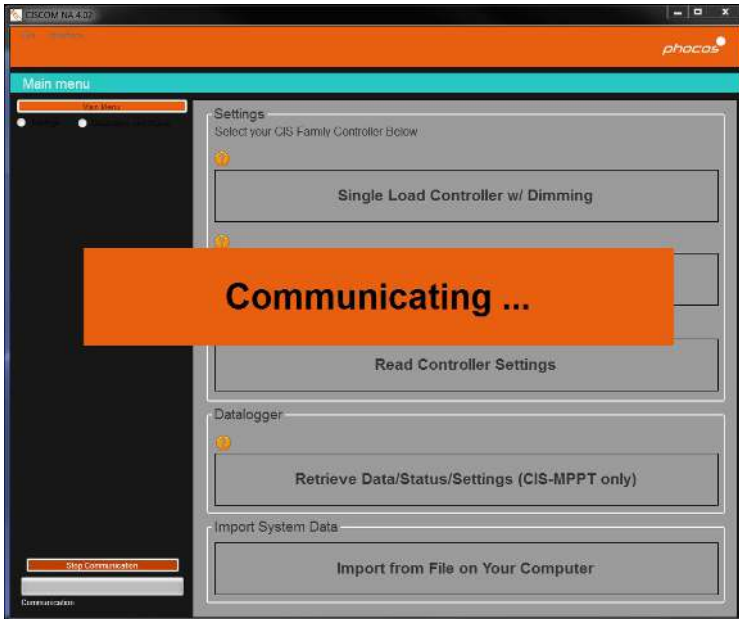 CISCOM NA 4.02
phocos
Main menu
Main Menu
Settings
Select your CIS Family Controller Below
?
Single Load Controller w/ Dimming
?
Communicating ...
Read Controller Settings
Datalogger
?
Retrieve Data/Status/Settings (CIS-MPPT only)
Import System Data
Import from File on Your Computer
Stop Communication
Communication